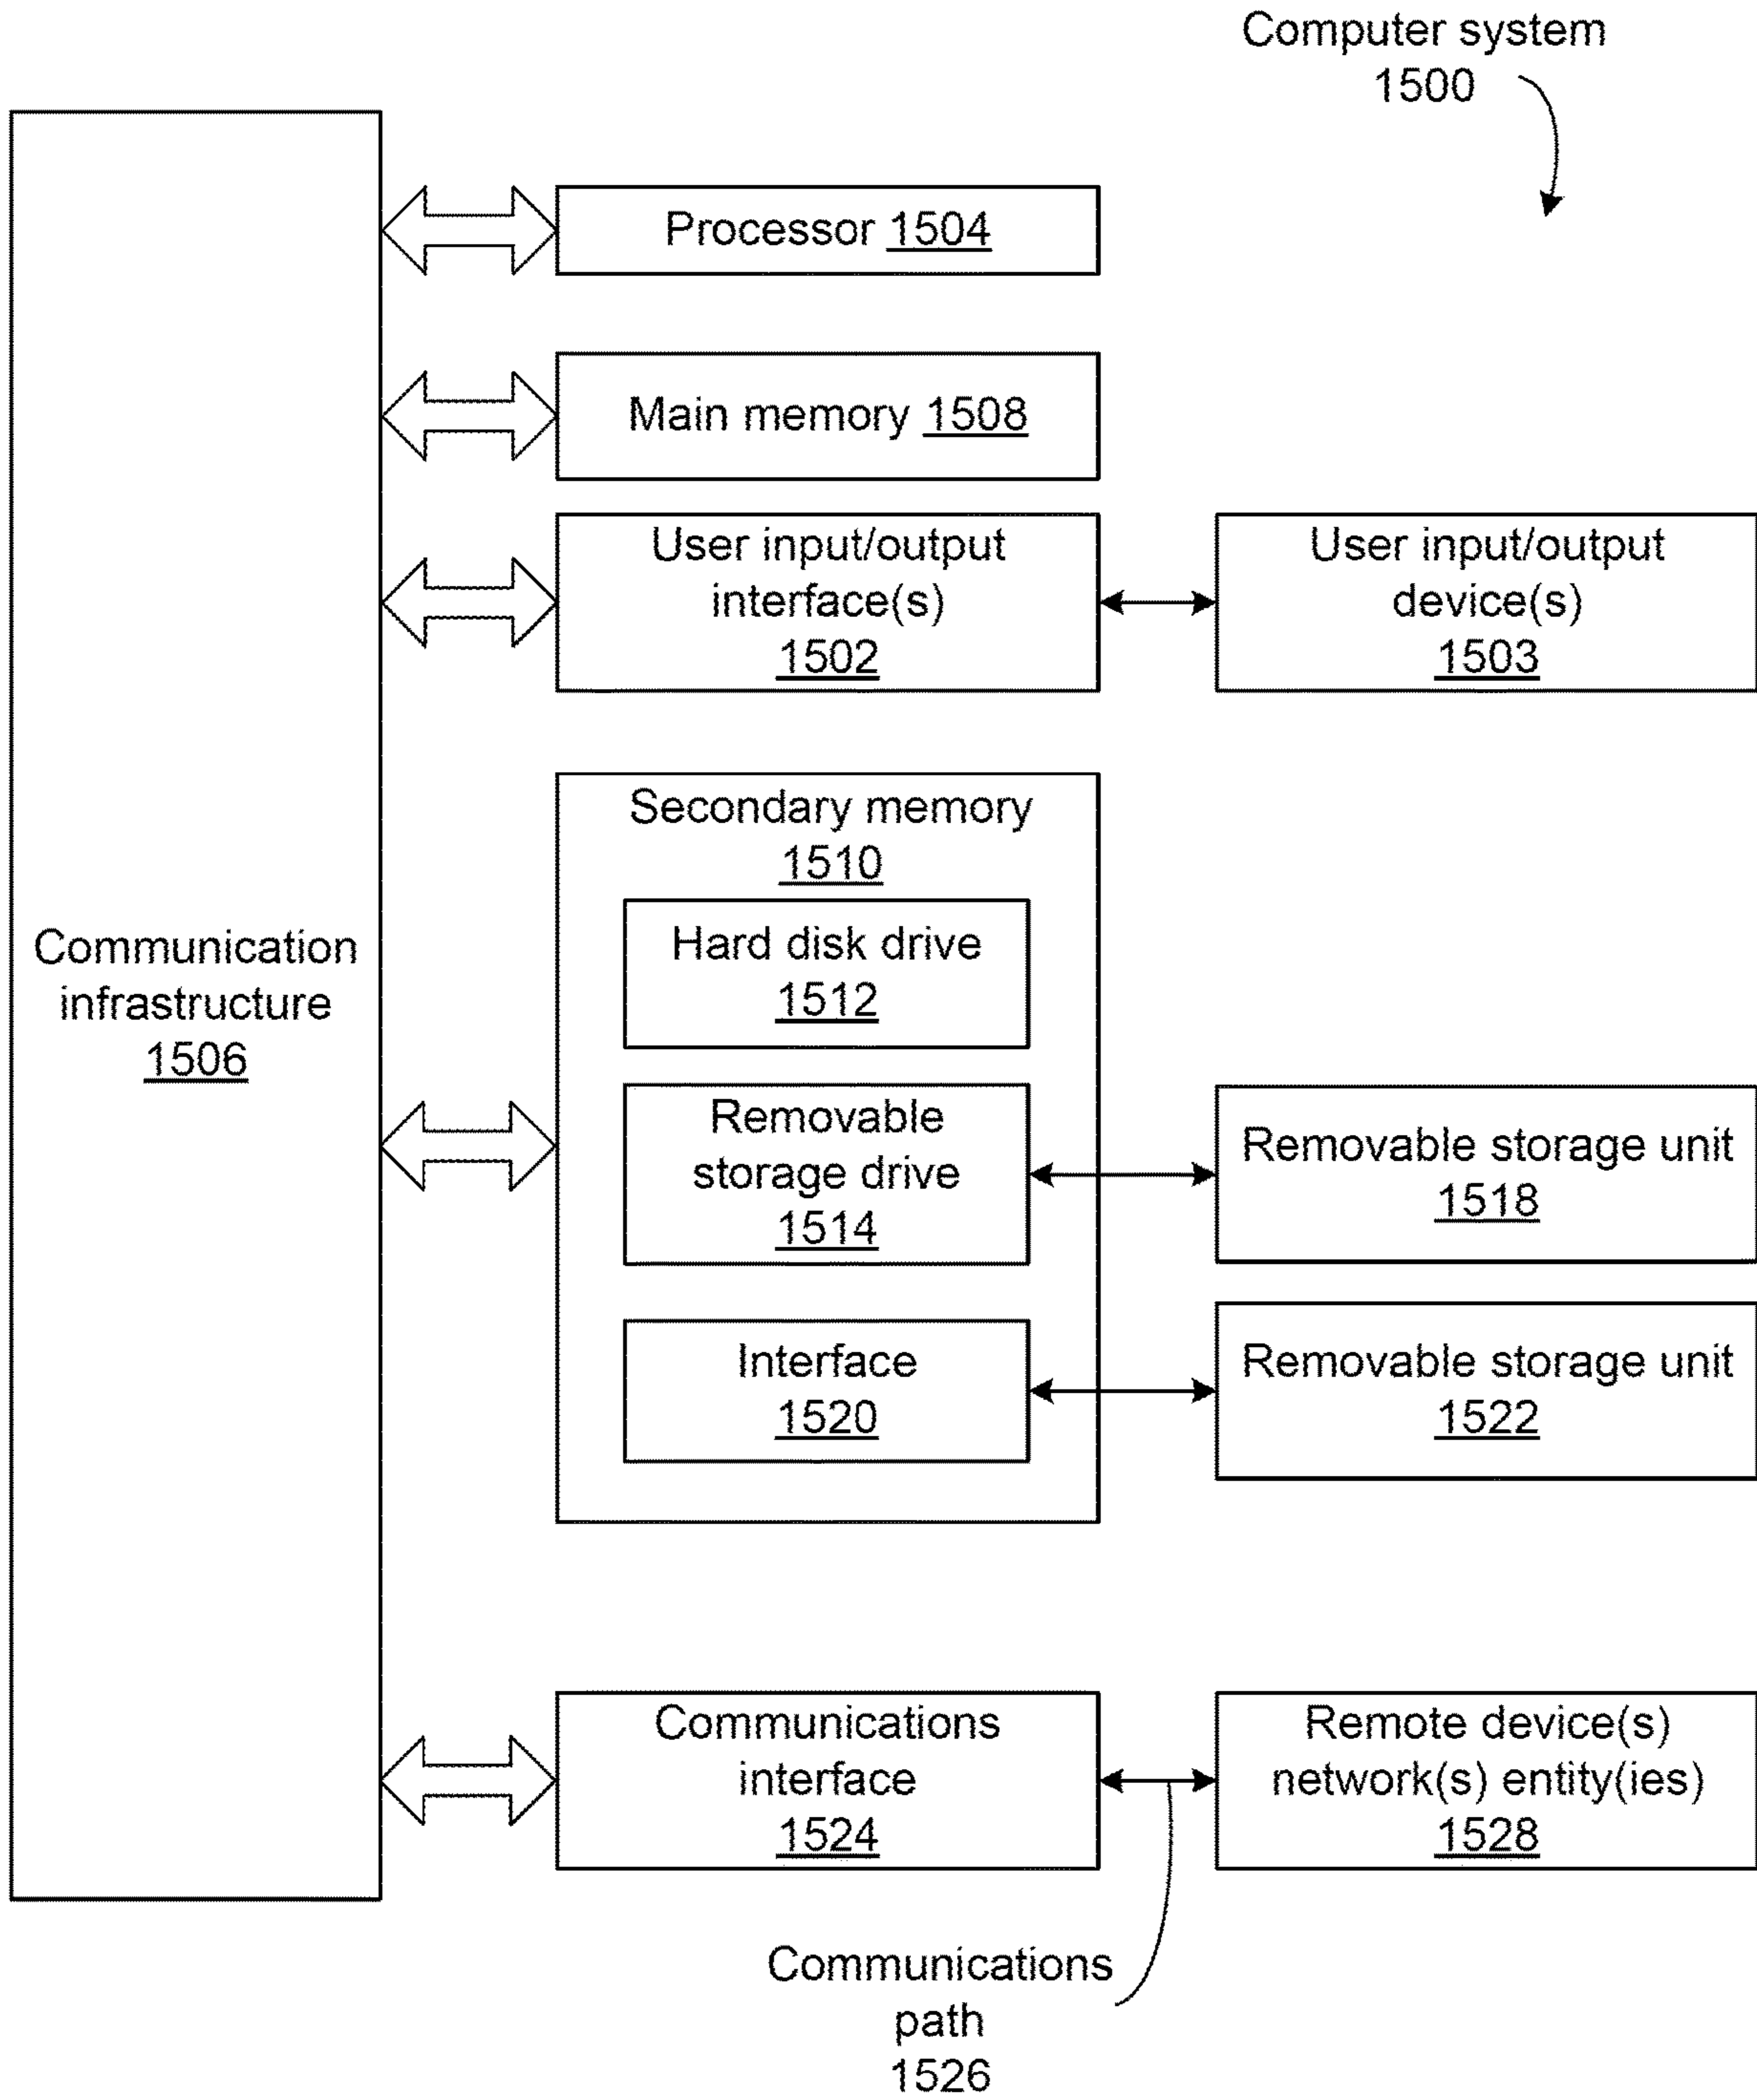 Computer system
1500
Processor 1504
Main memory 1508
User input/output
interface(s)
1502
User input/output
device(s)
1503
Secondary memory
1510
Hard disk drive
1512
Communication
infrastructure
1506
Removable
storage drive
1514
Removable storage unit
1518
Interface
1520
Removable storage unit
1522
Communications
interface
1524
Remote device(s)
network(s) entity(ies)
1528
Communications
path
1526